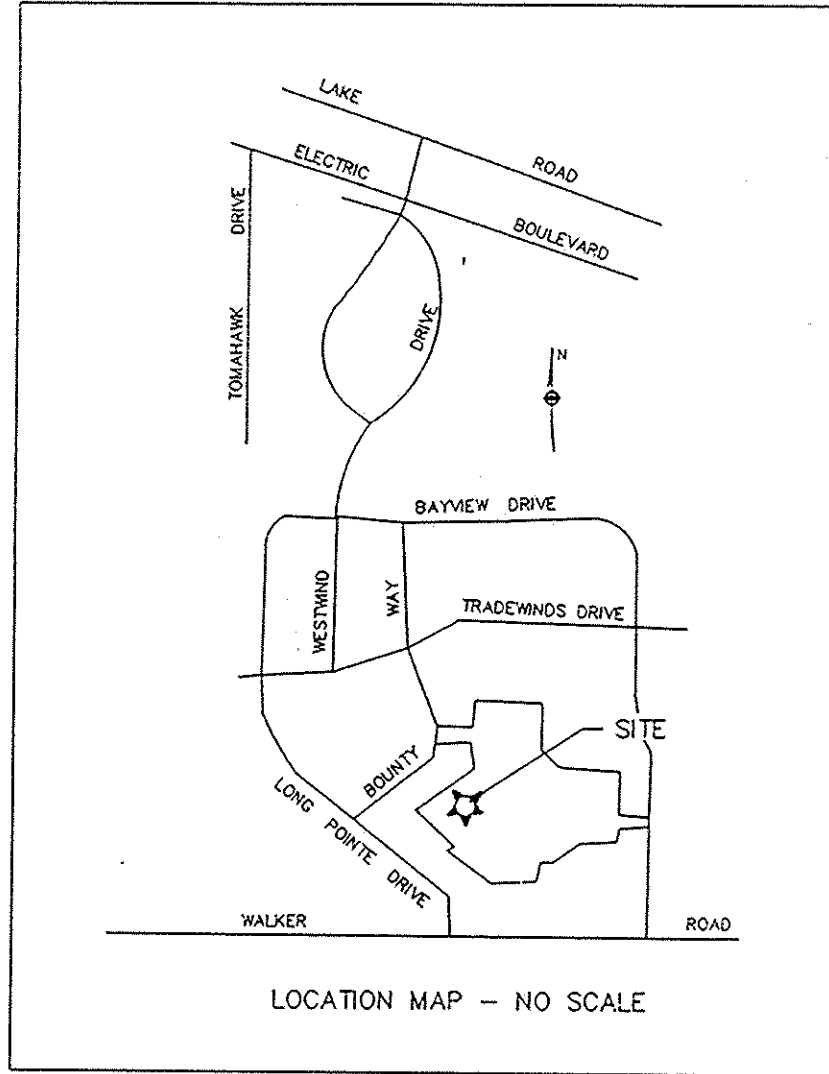 LAKE ROAD
ELECTRIC BOULEVARD
TOMAHAWK DRIVE
DRIVE
N
BAYVIEW DRIVE
WESTWIND
BOUNTY WAY
TRADEWINDS DRIVE
SITE
LONG POINTE DRIVE
WALKER ROAD
LOCATION MAP - NO SCALE